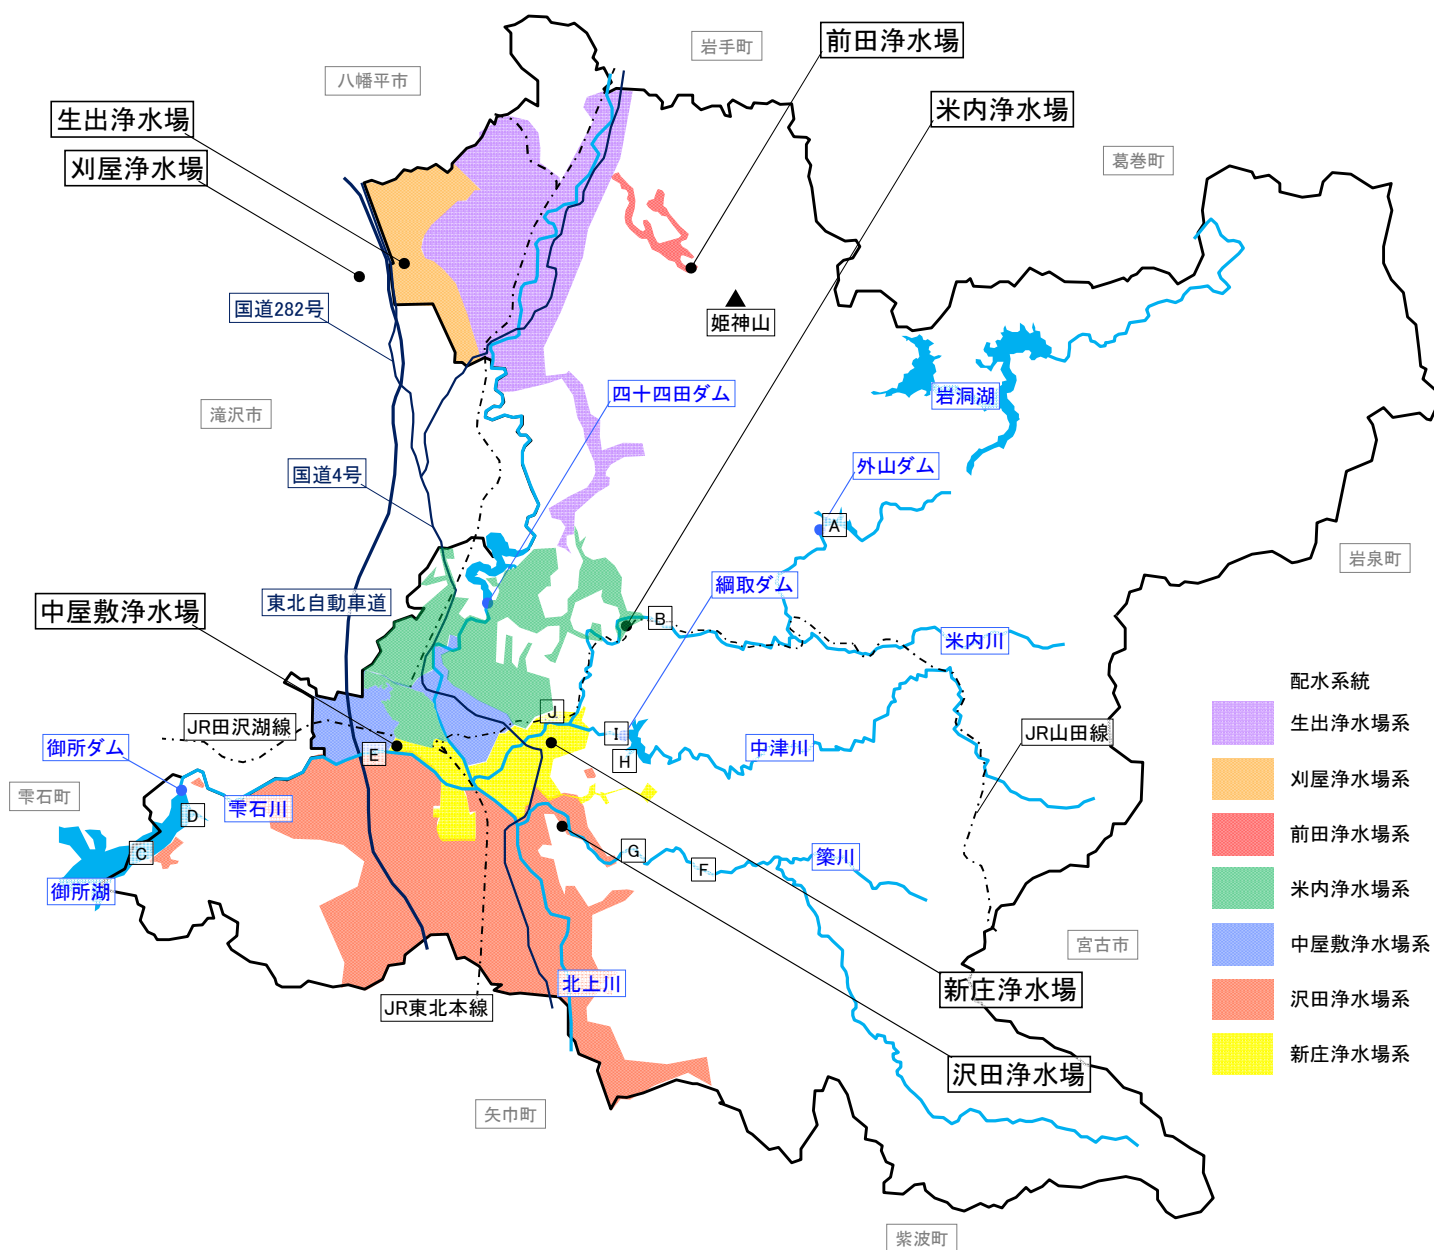 前田浄水場
岩手町
八幡平市
米内浄水場
生出浄水場
刈屋浄水場
葛巻町
国道282号
姫神山
四十四田ダム
岩洞湖
滝沢市
外山ダム
国道4号
A
岩泉町
綱取ダム
東北自動車道
中屋敷浄水場
B
米内川
配水系統
生出浄水場系
刈屋浄水場系
前田浄水場系
米内浄水場系
中屋敷浄水場系
沢田浄水場系
新庄浄水場系
J
JR田沢湖線
I
JR山田線
御所ダム
E
H
中津川
雫石町
D
雫石川
C
G
F
簗川
御所湖
宮古市
北上川
新庄浄水場
JR東北本線
沢田浄水場
矢巾町
紫波町